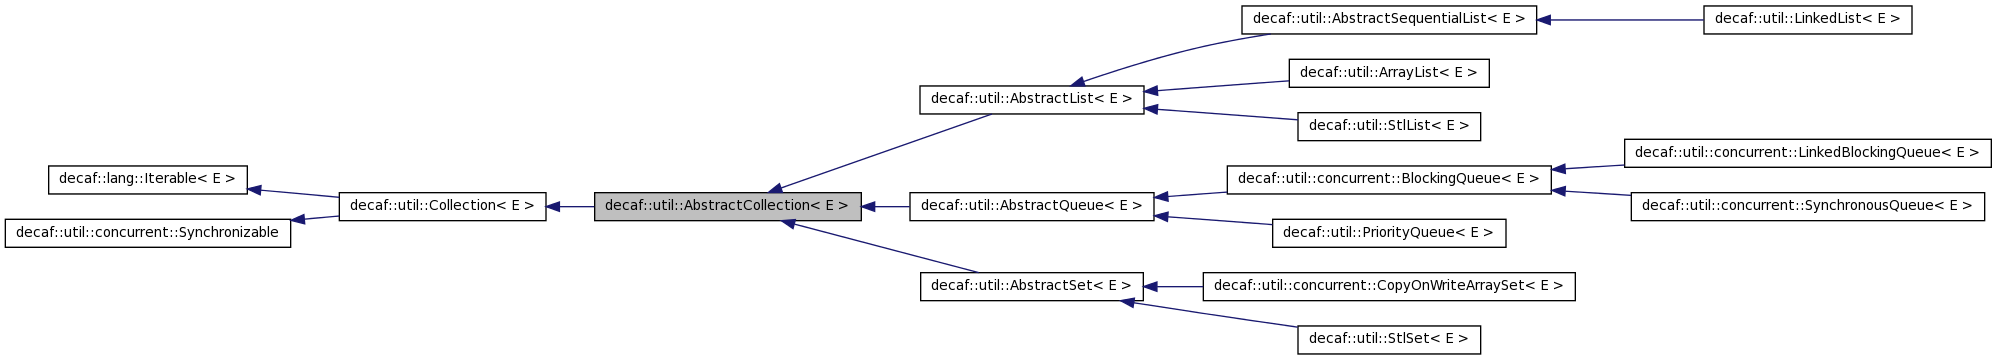 decaf::util::AbstractSequentialList< E >
decaf::util::LinkedList< E >
decaf::util::ArrayList< E >
decaf::util::AbstractList< E >
decaf::util::StlList< E >
decaf::util::concurrent::LinkedBlockingQueue< E >
decaf::lang::Iterable< E >
decaf::util::concurrent::BlockingQueue< E >
decaf::util::Collection< E >
decaf::util::AbstractCollection< E >
decaf::util::AbstractQueue< E >
decaf::util::concurrent::SynchronousQueue< E >
decaf::util::concurrent::Synchronizable
decaf::util::PriorityQueue< E >
decaf::util::AbstractSet< E >
decaf::util::concurrent::CopyOnWriteArraySet< E >
decaf::util::StlSet< E >